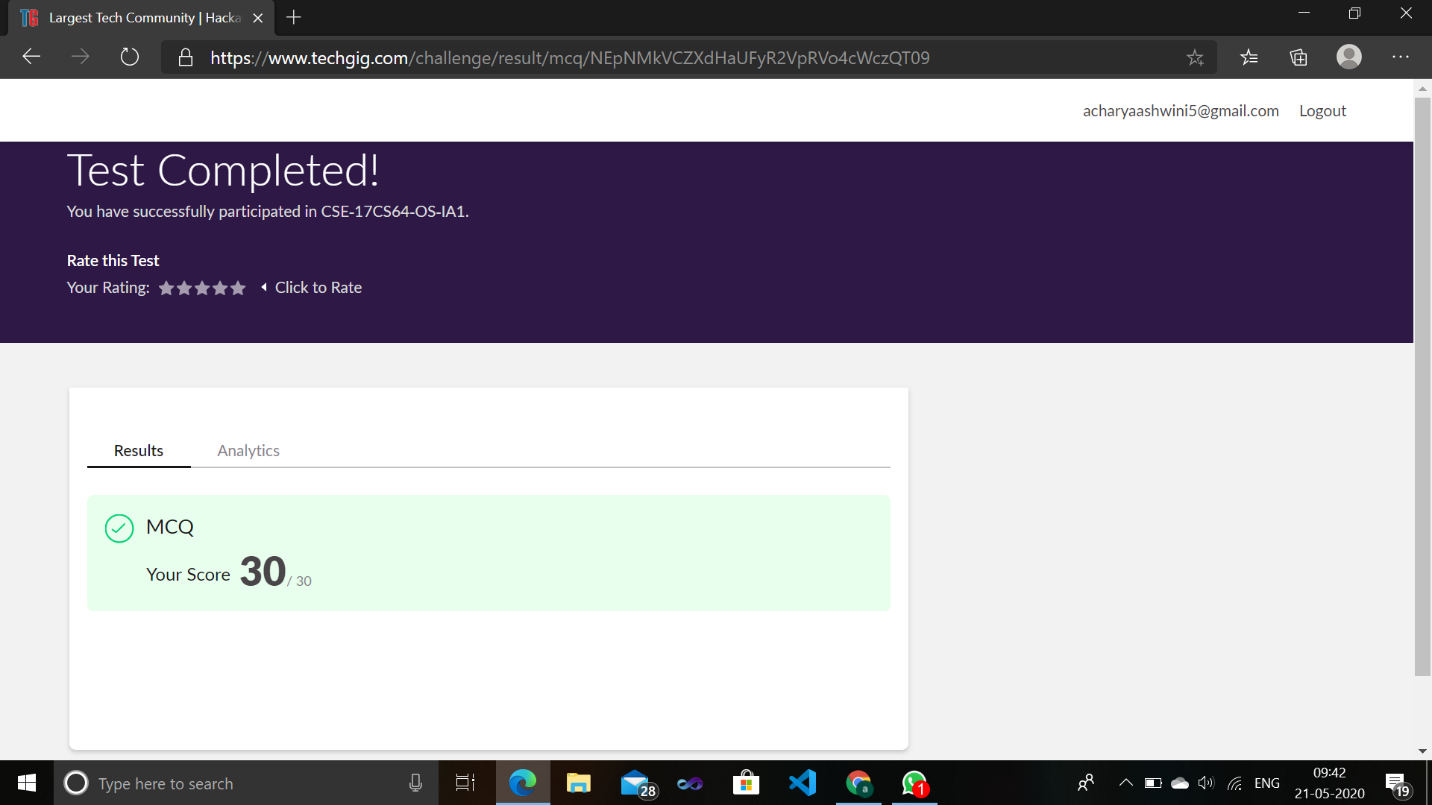 TG Largest Tech Community | Hacka
https://www.techgig.com/challenge/result/mcq/NEpNMkVCZXdHaUFyR2VpRVo4cWczQT09
acharyaashwini5@gmail.com Logout
Test Completed!
You have successfully participated in CSE-17CS64-OS-IA1.
Rate this Test
Your Rating: Click to Rate
Results Analytics
MCQ
Your Score 30 / 30
Type here to search
28
a
1
ENG
09:42
21-05-2020
19